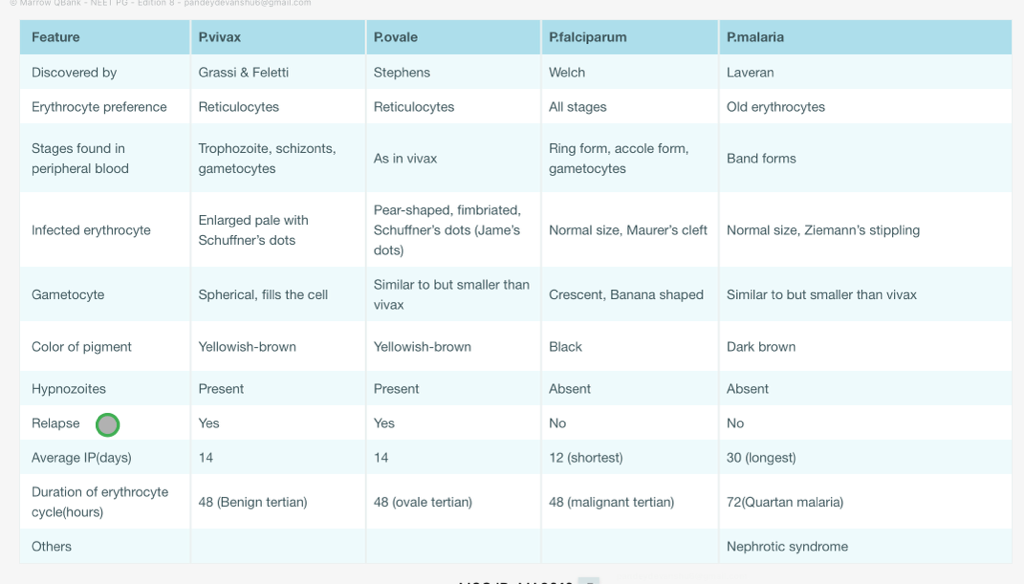 © Marrow QBank - NEET PG - Edition 8 - pandeydevanshu6@gmail.com
Feature P.vivax P.ovale P.falciparum P.malaria
Discovered by Grassi & Feletti Stephens Welch Laveran
Erythrocyte preference Reticulocytes Reticulocytes All stages Old erythrocytes
Stages found in
peripheral blood
Trophozoite, schizonts,
gametocytes
As in vivax
Ring form, accole form,
gametocytes
Band forms
Infected erythrocyte
Enlarged pale with
Schuffner's dots
Pear-shaped, fimbriated,
Schuffner's dots (Jame's
dots)
Normal size, Maurer's cleft
Normal size, Ziemann's stippling
Gametocyte
Spherical, fills the cell
Similar to but smaller than
vivax
Crescent, Banana shaped
Similar to but smaller than vivax
Color of pigment Yellowish-brown Yellowish-brown Black Dark brown
Hypnozoites Present Present Absent Absent
Relapse Yes Yes No No
Average IP(days) 14 14 12 (shortest) 30 (longest)
Duration of erythrocyte
cycle(hours)
48 (Benign tertian)
48 (ovale tertian)
48 (malignant tertian)
72(Quartan malaria)
Others Nephrotic syndrome